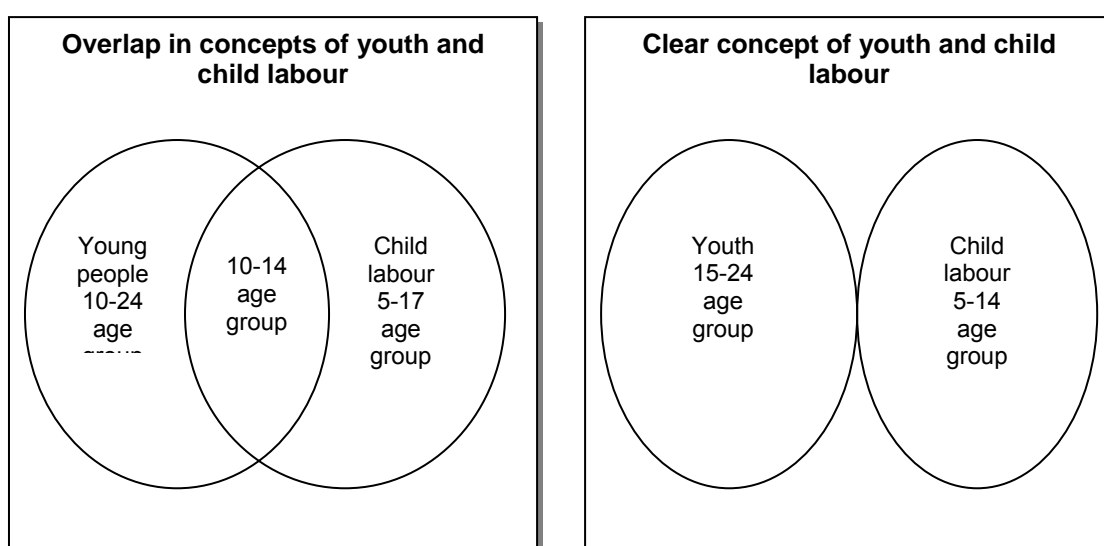 Overlap in concepts of youth and
child labour
Young
people
10-24
age
10-14
age
group
Child
labour
5-17
age
group
Clear concept of youth and child
labour
Youth
15-24
age
group
Child
labour
5-14
age
group